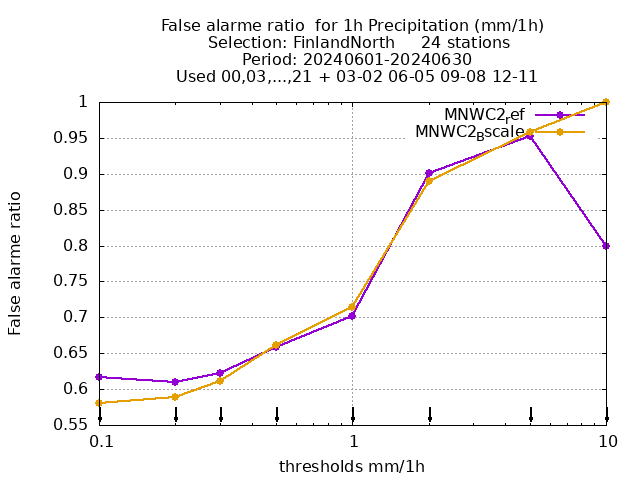 False alarme ratio  for 1h Precipitation (mm/1h)
Selection: FinlandNorth     24 stations
Period: 20240601-20240630
Used 00,03,...,21 + 03-02 06-05 09-08 12-11
MNWC2ref
MNWC2Bscale
1
0.95
0.9
0.85
0.8
0.75
0.7
0.65
0.6
0.55
False alarme ratio
0.1
1
10
thresholds mm/1h